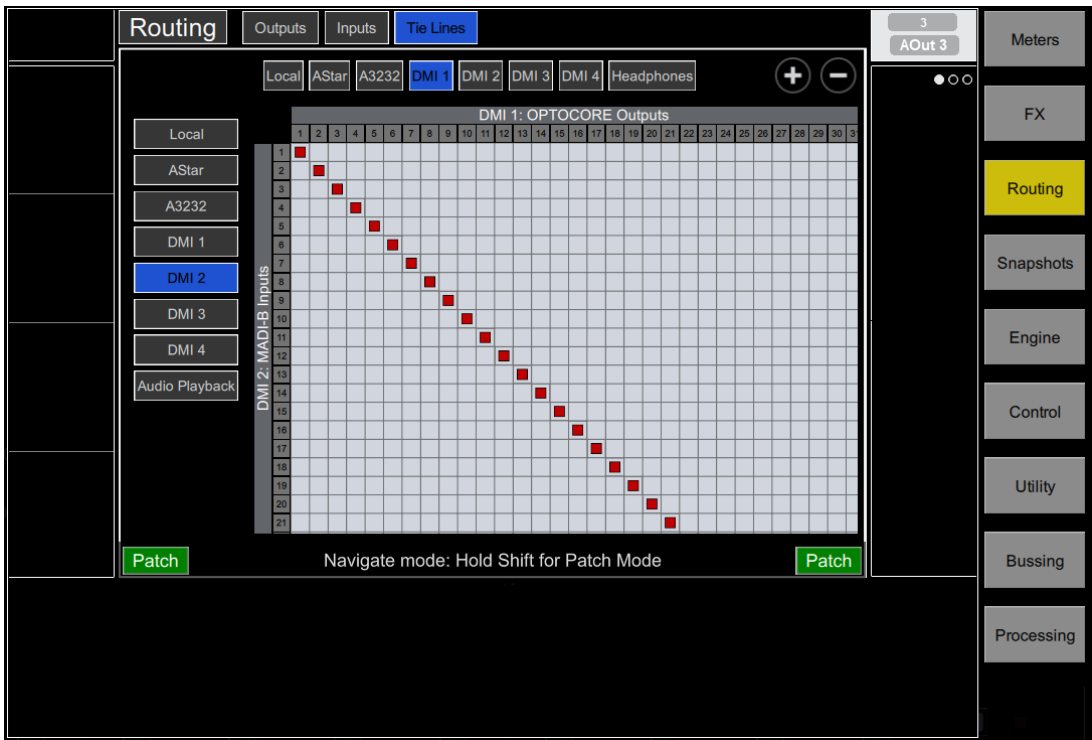 Routing Outputs Inputs Tie Lines
3
AOut 3
Local AStar A3232 DMI 1 DMI 2 DMI 3 DMI 4 Headphones
DMI 1: OPTOCORE Outputs
1 2 3 4 5 6 7 8 9 10 11 12 13 14 15 16 17 18 19 20 21 22 23 24 25 26 27 28 29 30
Local
AStar
A3232
DMI 1
DMI 2
DMI 3
DMI 4
Audio Playback
DMI 2: MADI-B Inputs
1
2
3
4
5
6
7
8
9
10
11
12
13
14
15
16
17
18
19
20
21
Patch Navigate mode: Hold Shift for Patch Mode Patch
Meters
FX
Routing
Snapshots
Engine
Control
Utility
Bussing
Processing